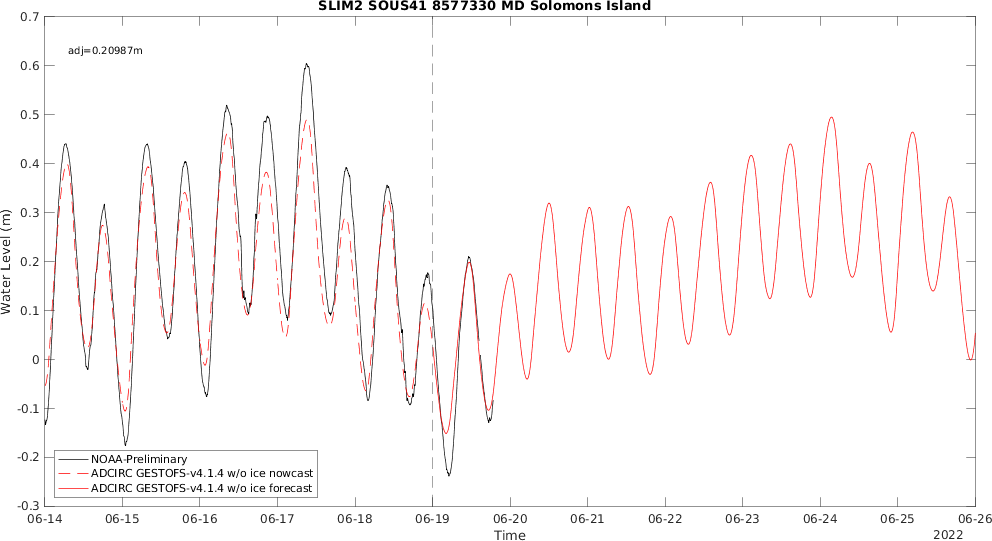 SLIM2 SOUS41 8577330 MD Solomons Island
adj=0.20987m
Water Level (m)
0.7
0.6
0.5
0.4
0.3
0.2
0.1
0
-0.1
-0.2
-0.3
NOAA-Preliminary
ADCIRC GESTOFS-v4.1.4 w/o ice nowcast
ADCIRC GESTOFS-v4.1.4 w/o ice forecast
06-14 06-15 06-16 06-17 06-18 06-19 06-20 06-21 06-22 06-23 06-24 06-25 06-26
Time
2022